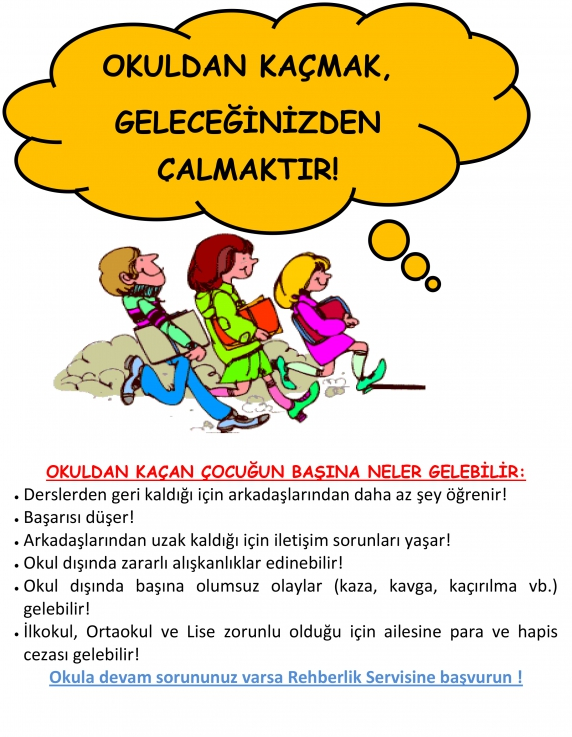 OKULDAN KAÇMAK,
GELECEĞİNİZDEN
ÇALMAKTIR!
OKULDAN KAÇAN ÇOCUĞUN BAŞINA NELER GELEBİLİR:
• Derslerden geri kaldığı için arkadaşlarından daha az şey öğrenir!
• Başarısı düşer!
• Arkadaşlarından uzak kaldığı için iletişim sorunları yaşar!
• Okul dışında zararlı alışkanlıklar edinebilir!
• Okul dışında başına olumsuz olaylar (kaza, kavga, kaçırılma vb.)
gelebilir!
• İlkokul, Ortaokul ve Lise zorunlu olduğu için ailesine para ve hapis
cezası gelebilir!
Okula devam sorununuz varsa Rehberlik Servisine başvurun !